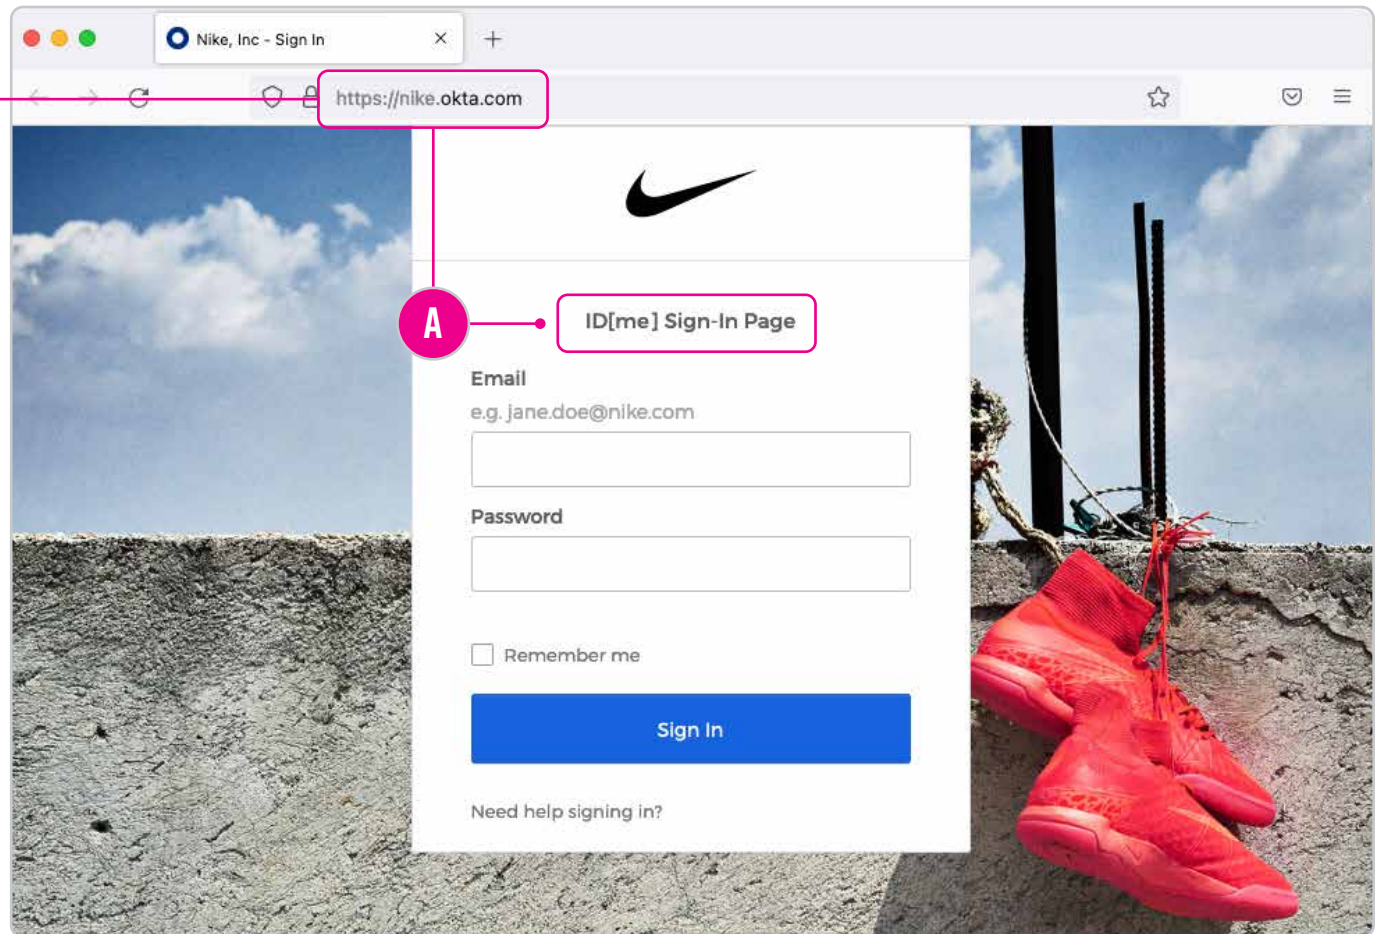 Nike, Inc - Sign In
https://nike.okta.com
A
ID[me] Sign-In Page
Email
e.g. jane.doe@nike.com
Password
Remember me
Sign In
Need help signing in?